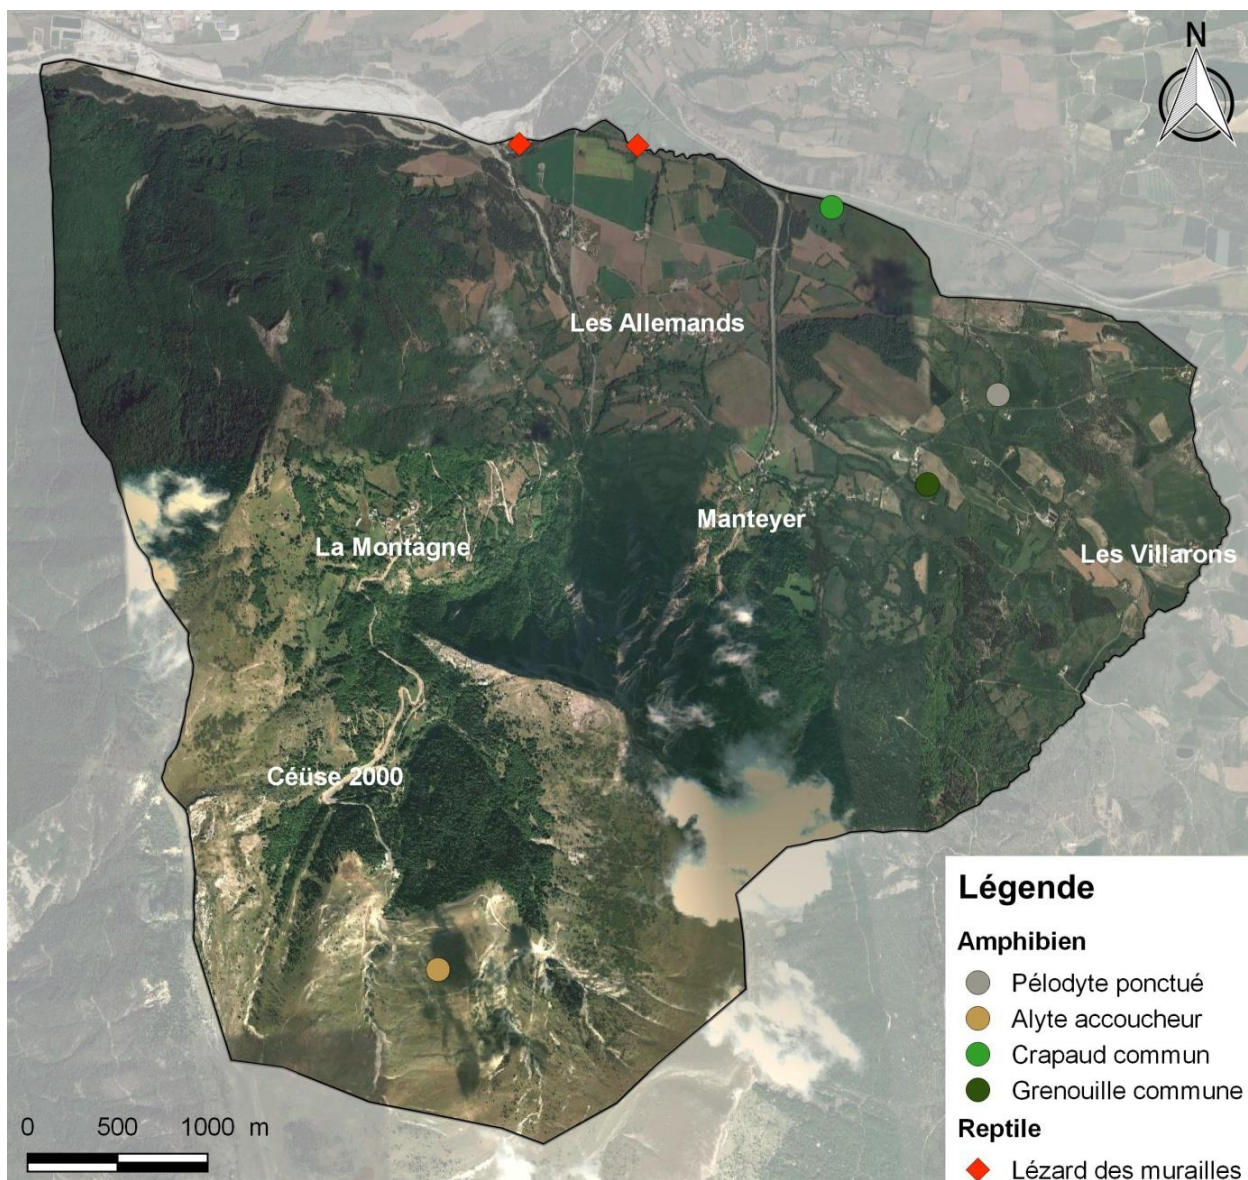 N
Les Allemands
Manteyer
La Montagne
Les Villarons
Céüse 2000
Légende
Amphibien
Pélodyte ponctué
Alyte accoucheur
Crapaud commun
Grenouille commune
Reptile
Lézard des murailles
0 500 1000 m